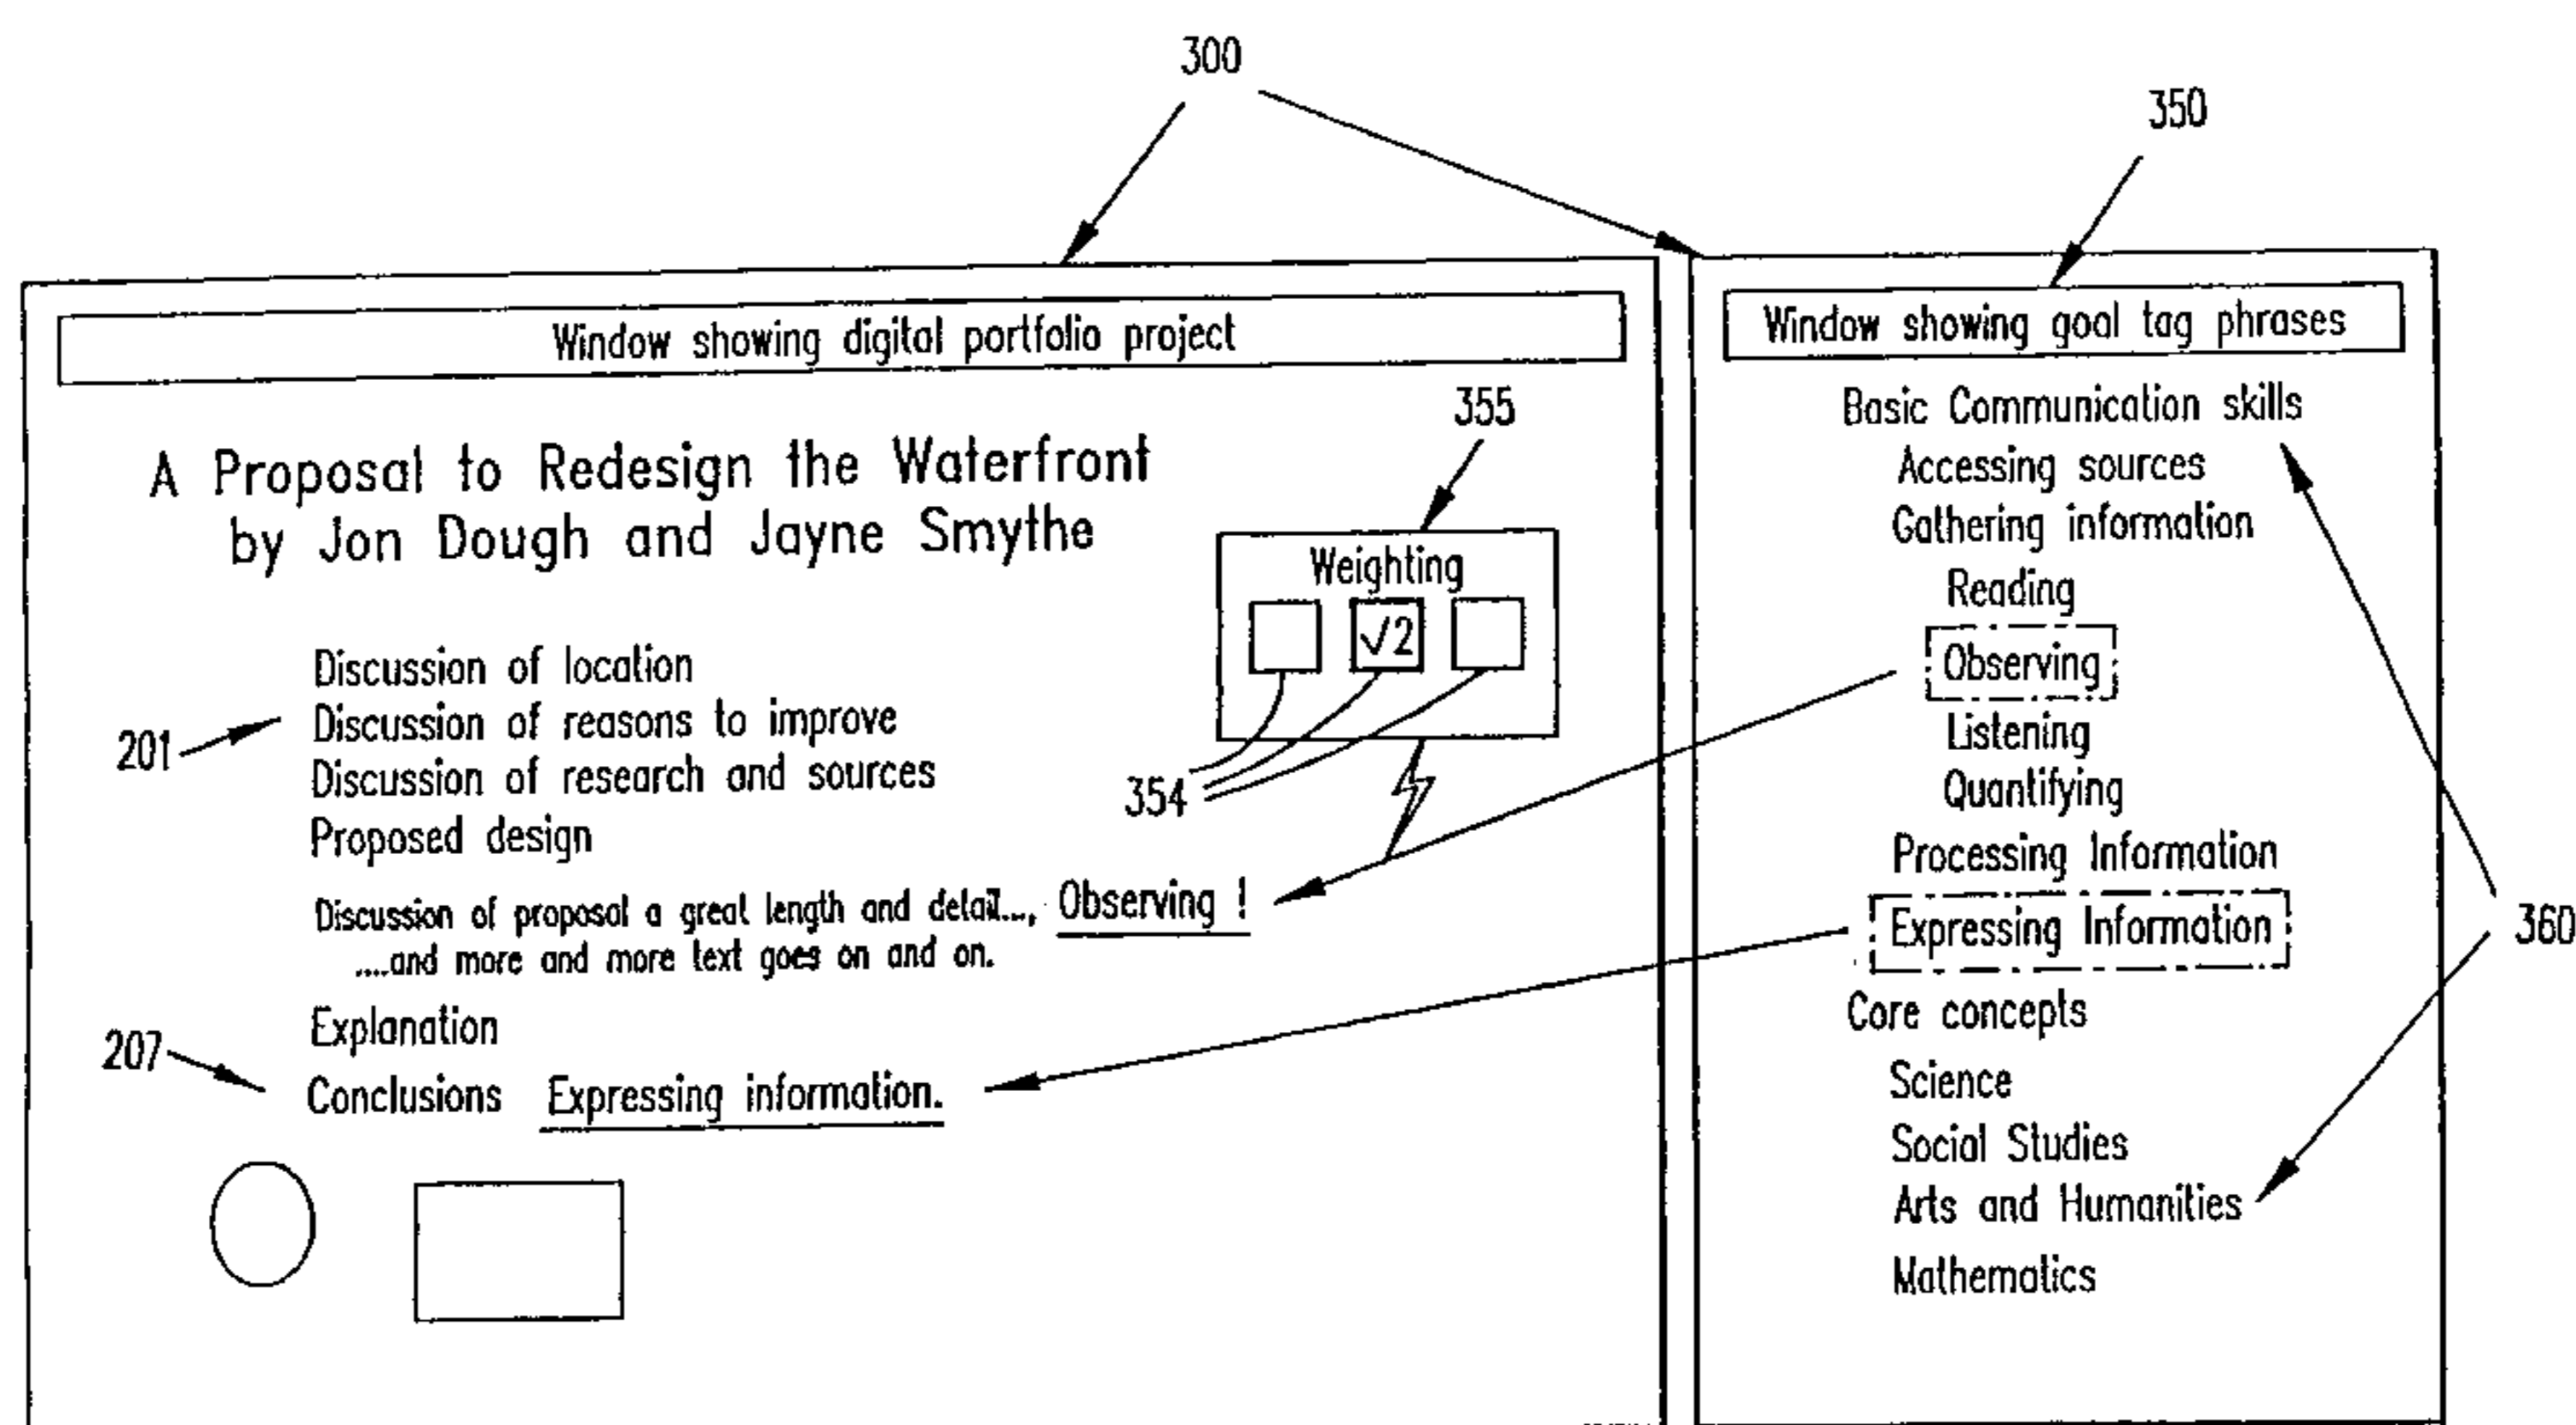 300
350
Window showing digital portfolio project
A Proposal to Redesign the Waterfront
by Jon Dough and Jayne Smythe
355
Weighting
√2
354
201
Discussion of location
Discussion of reasons to improve
Discussion of research and sources
Proposed design
Discussion of proposal a great length and detail..., Observing !
....and more and more text goes on and on.
Explanation
207
Conclusions Expressing information.
Window showing goal tag phrases
Basic Communication skills
Accessing sources
Gathering information
Reading
Observing
Listening
Quantifying
Processing Information
Expressing Information
360
Core concepts
Science
Social Studies
Arts and Humanities
Mathematics